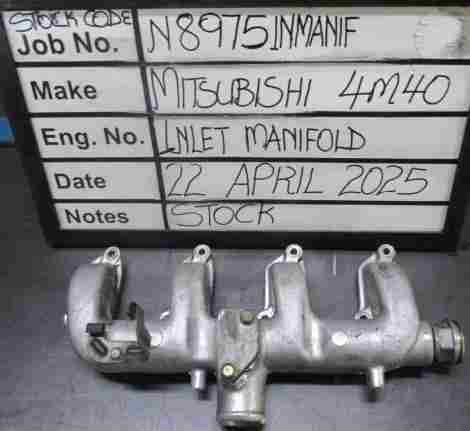 STOCK CODE
Job No. N8975INMANIF
Make MITSUBISHI 4M40
Eng. No. INLET MANIFOLD
Date 22 APRIL 2025
Notes STOCK